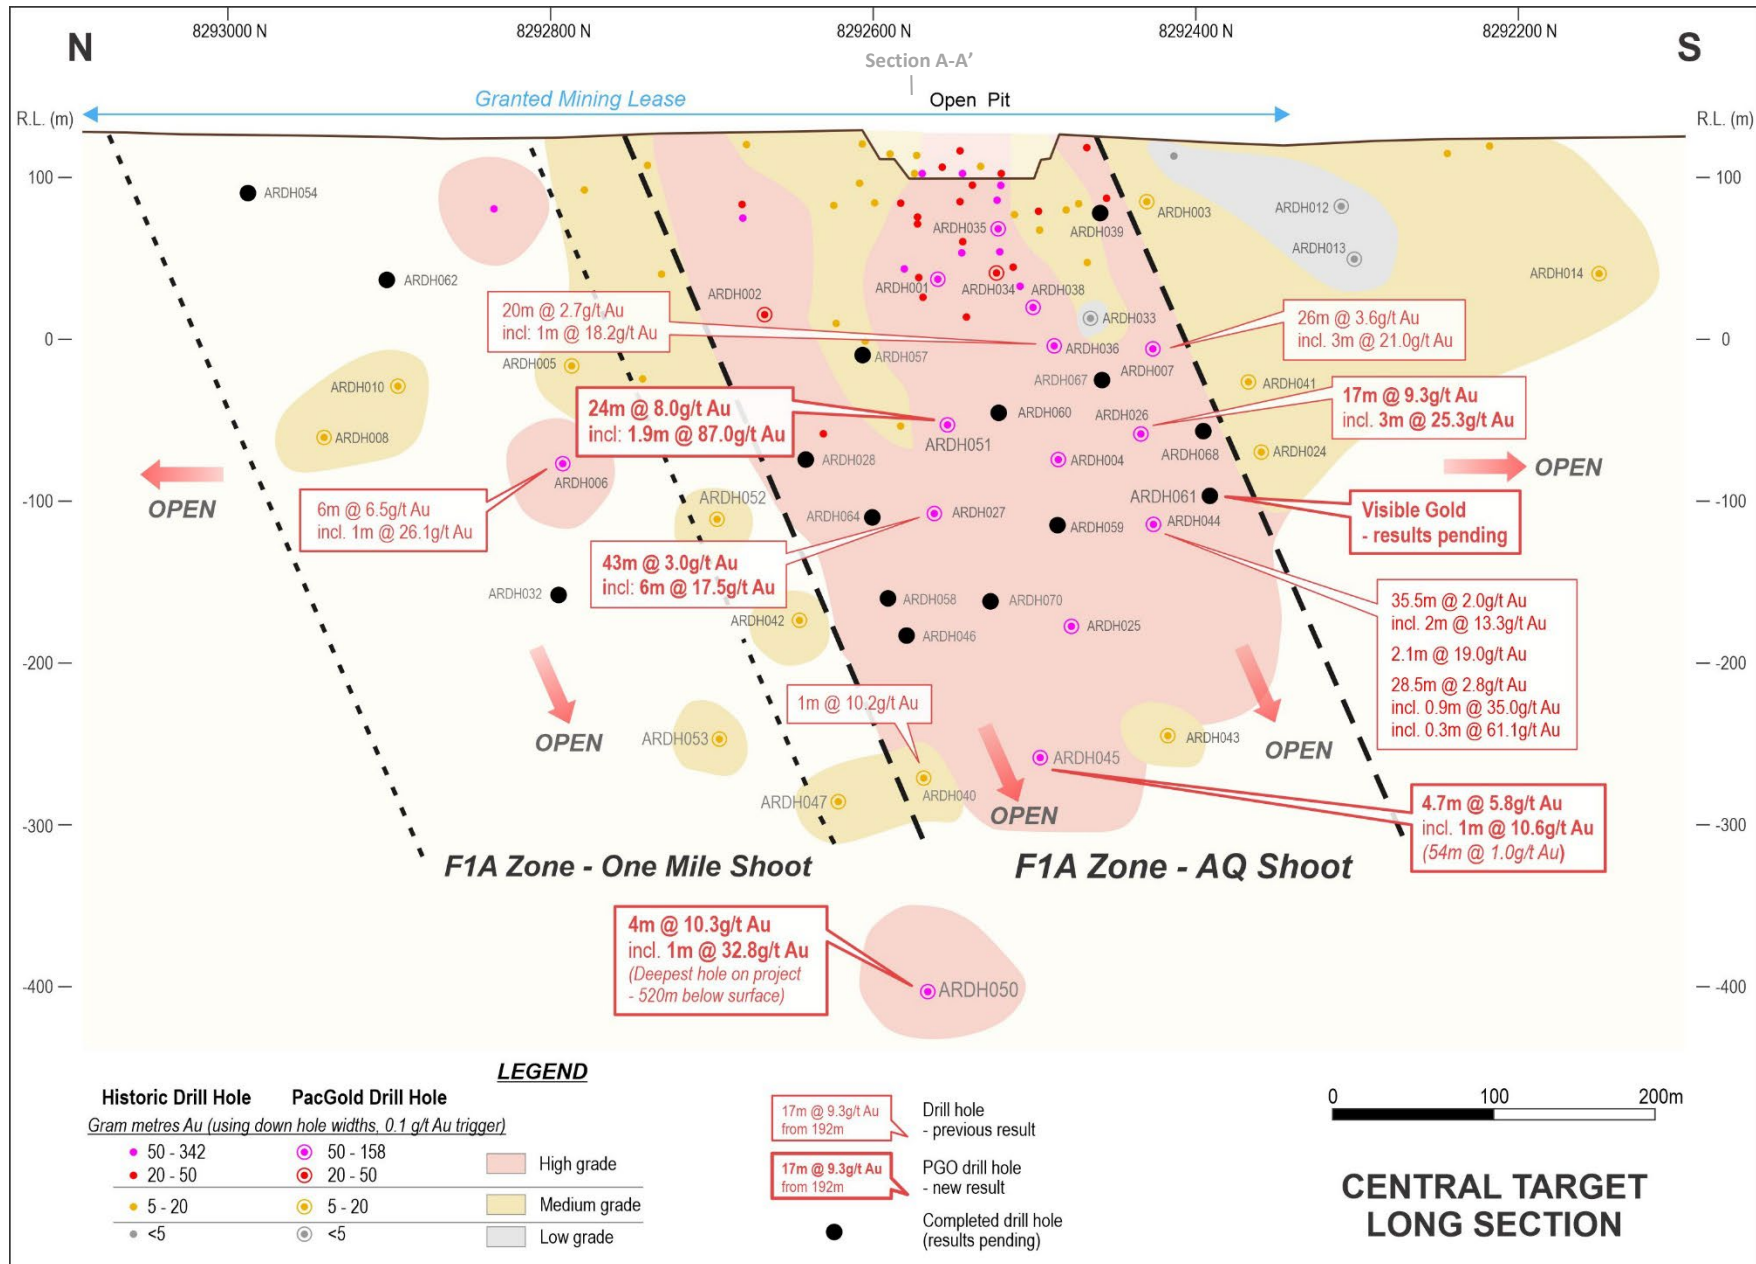 8293000 N
8292800 N
8292600 N
8292400 N
8292200 N
N
S
Section A-A'
Granted Mining Lease
Open Pit
R.L. (m)
R.L. (m)
100
100
0
0
-100
-100
-200
-200
-300
-300
-400
-400
ARDH054
ARDH062
ARDH002
ARDH035
ARDH039
ARDH003
ARDH012
ARDH013
ARDH014
ARDH001
ARDH034
ARDH038
ARDH033
20m @ 2.7g/t Au
incl: 1m @ 18.2g/t Au
26m @ 3.6g/t Au
incl. 3m @ 21.0g/t Au
ARDH036
ARDH057
ARDH007
ARDH005
ARDH010
ARDH067
ARDH041
24m @ 8.0g/t Au
incl: 1.9m @ 87.0g/t Au
17m @ 9.3g/t Au
incl. 3m @ 25.3g/t Au
ARDH060
ARDH026
ARDH008
ARDH051
ARDH068
ARDH024
ARDH028
ARDH004
OPEN
OPEN
ARDH006
ARDH052
ARDH061
6m @ 6.5g/t Au
incl. 1m @ 26.1g/t Au
ARDH064
ARDH027
ARDH059
ARDH044
Visible Gold
- results pending
43m @ 3.0g/t Au
incl: 6m @ 17.5g/t Au
ARDH032
ARDH058
ARDH070
35.5m @ 2.0g/t Au
incl. 2m @ 13.3g/t Au
2.1m @ 19.0g/t Au
28.5m @ 2.8g/t Au
incl. 0.9m @ 35.0g/t Au
incl. 0.3m @ 61.1g/t Au
ARDH042
ARDH046
ARDH025
1m @ 10.2g/t Au
OPEN
ARDH053
ARDH043
OPEN
ARDH045
ARDH047
ARDH040
OPEN
4.7m @ 5.8g/t Au
incl. 1m @ 10.6g/t Au
(54m @ 1.0g/t Au)
F1A Zone - One Mile Shoot
F1A Zone - AQ Shoot
4m @ 10.3g/t Au
incl. 1m @ 32.8g/t Au
(Deepest hole on project
- 520m below surface)
ARDH050
LEGEND
Historic Drill Hole
PacGold Drill Hole
Gram metres Au (using down hole widths, 0.1 g/t Au trigger)
50 - 342
50 - 158
20 - 50
20 - 50
5 - 20
5 - 20
<5
<5
High grade
Medium grade
Low grade
17m @ 9.3g/t Au
from 192m
Drill hole
- previous result
17m @ 9.3g/t Au
from 192m
PGO drill hole
- new result
Completed drill hole
(results pending)
0
100
200m
CENTRAL TARGET
LONG SECTION